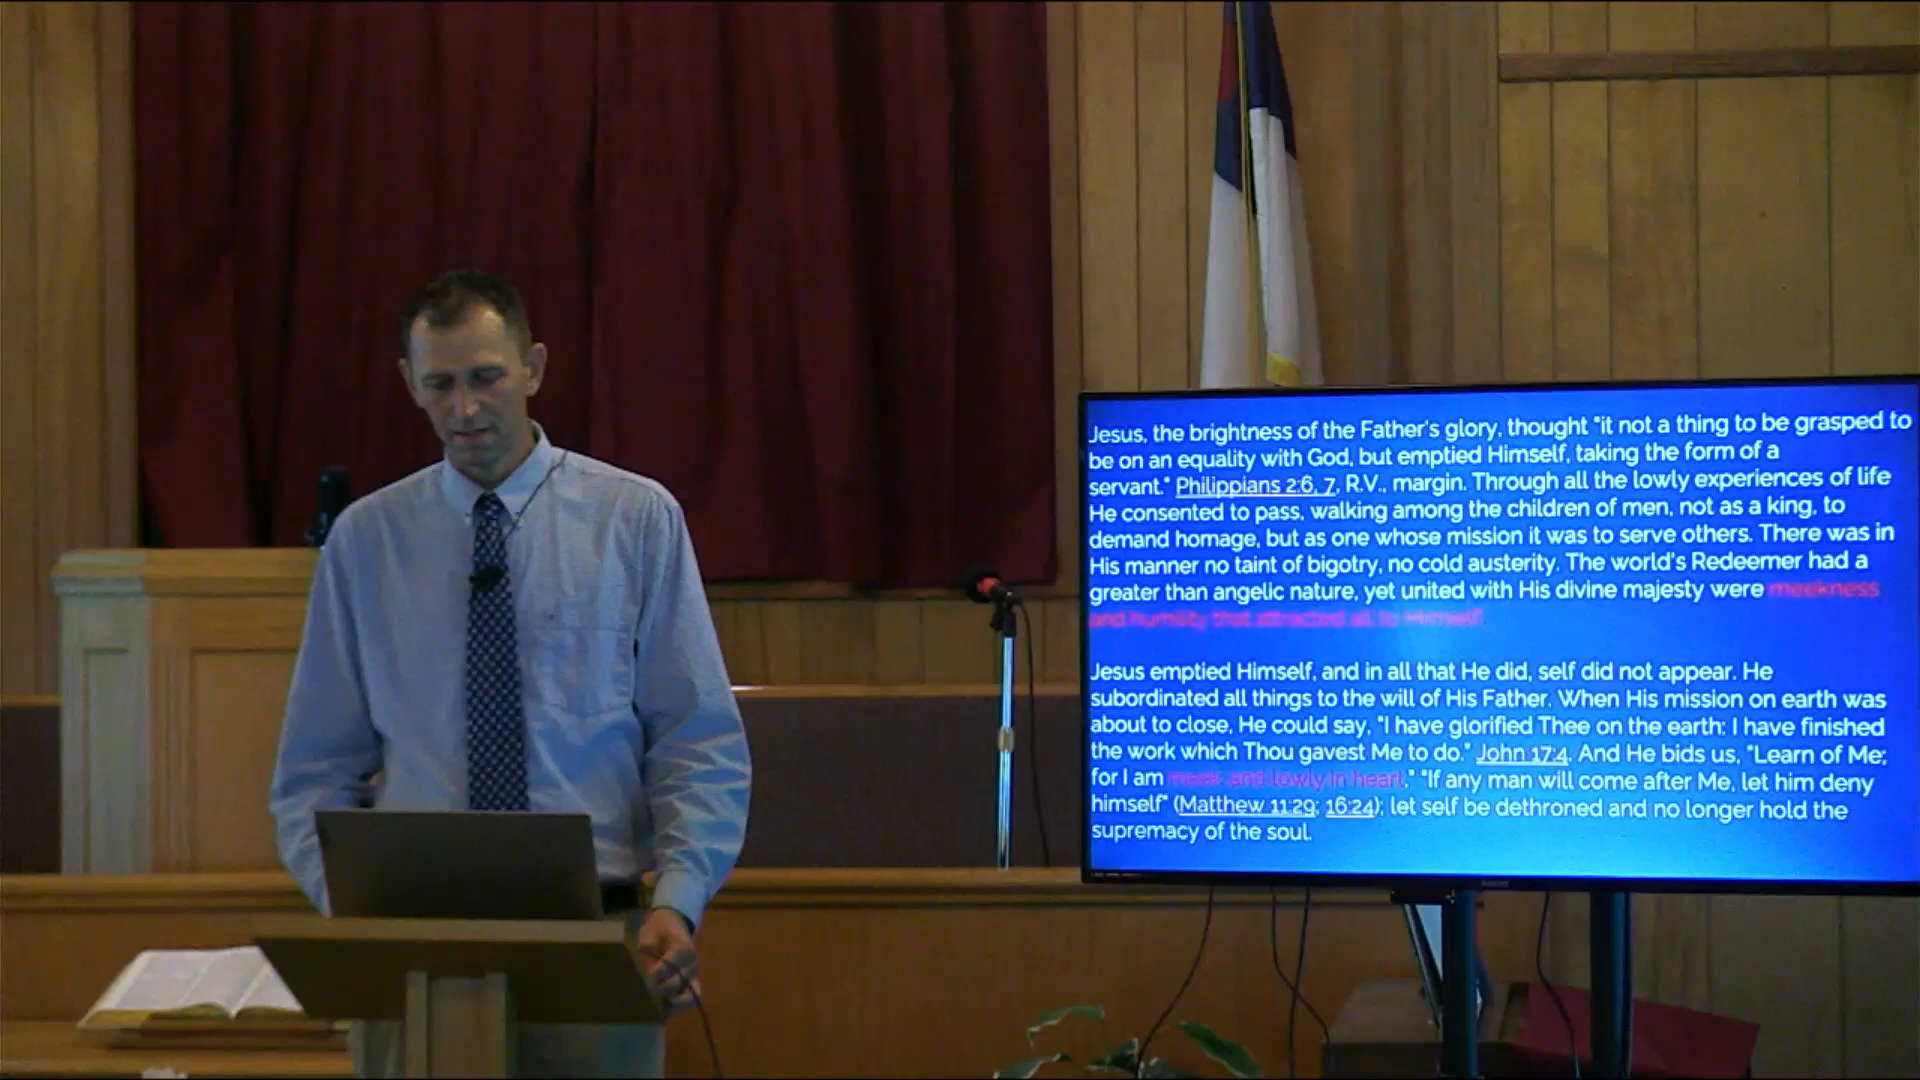 Jesus, the brightness of the Father's glory, thought "it not a thing to be grasped to
be on an equality with God, but emptied Himself, taking the form of a
servant." Philippians 2:6, 7, R.V., margin. Through all the lowly experiences of life
He consented to pass, walking among the children of men, not as a king, to
demand homage, but as one whose mission it was to serve others. There was in
His manner no taint of bigotry, no cold austerity. The world's Redeemer had a
greater than angelic nature, yet united with His divine majesty were meekness
and humility that attracted all to Himself.
Jesus emptied Himself, and in all that He did, self did not appear. He
subordinated all things to the will of His Father. When His mission on earth was
about to close, He could say, "I have glorified Thee on the earth: I have finished
the work which Thou gavest Me to do." John 17:4. And He bids us, "Learn of Me;
for I am meek and lowly in heart." "If any man will come after Me, let him deny
himself" (Matthew 11:29; 16:24); let self be dethroned and no longer hold the
supremacy of the soul.